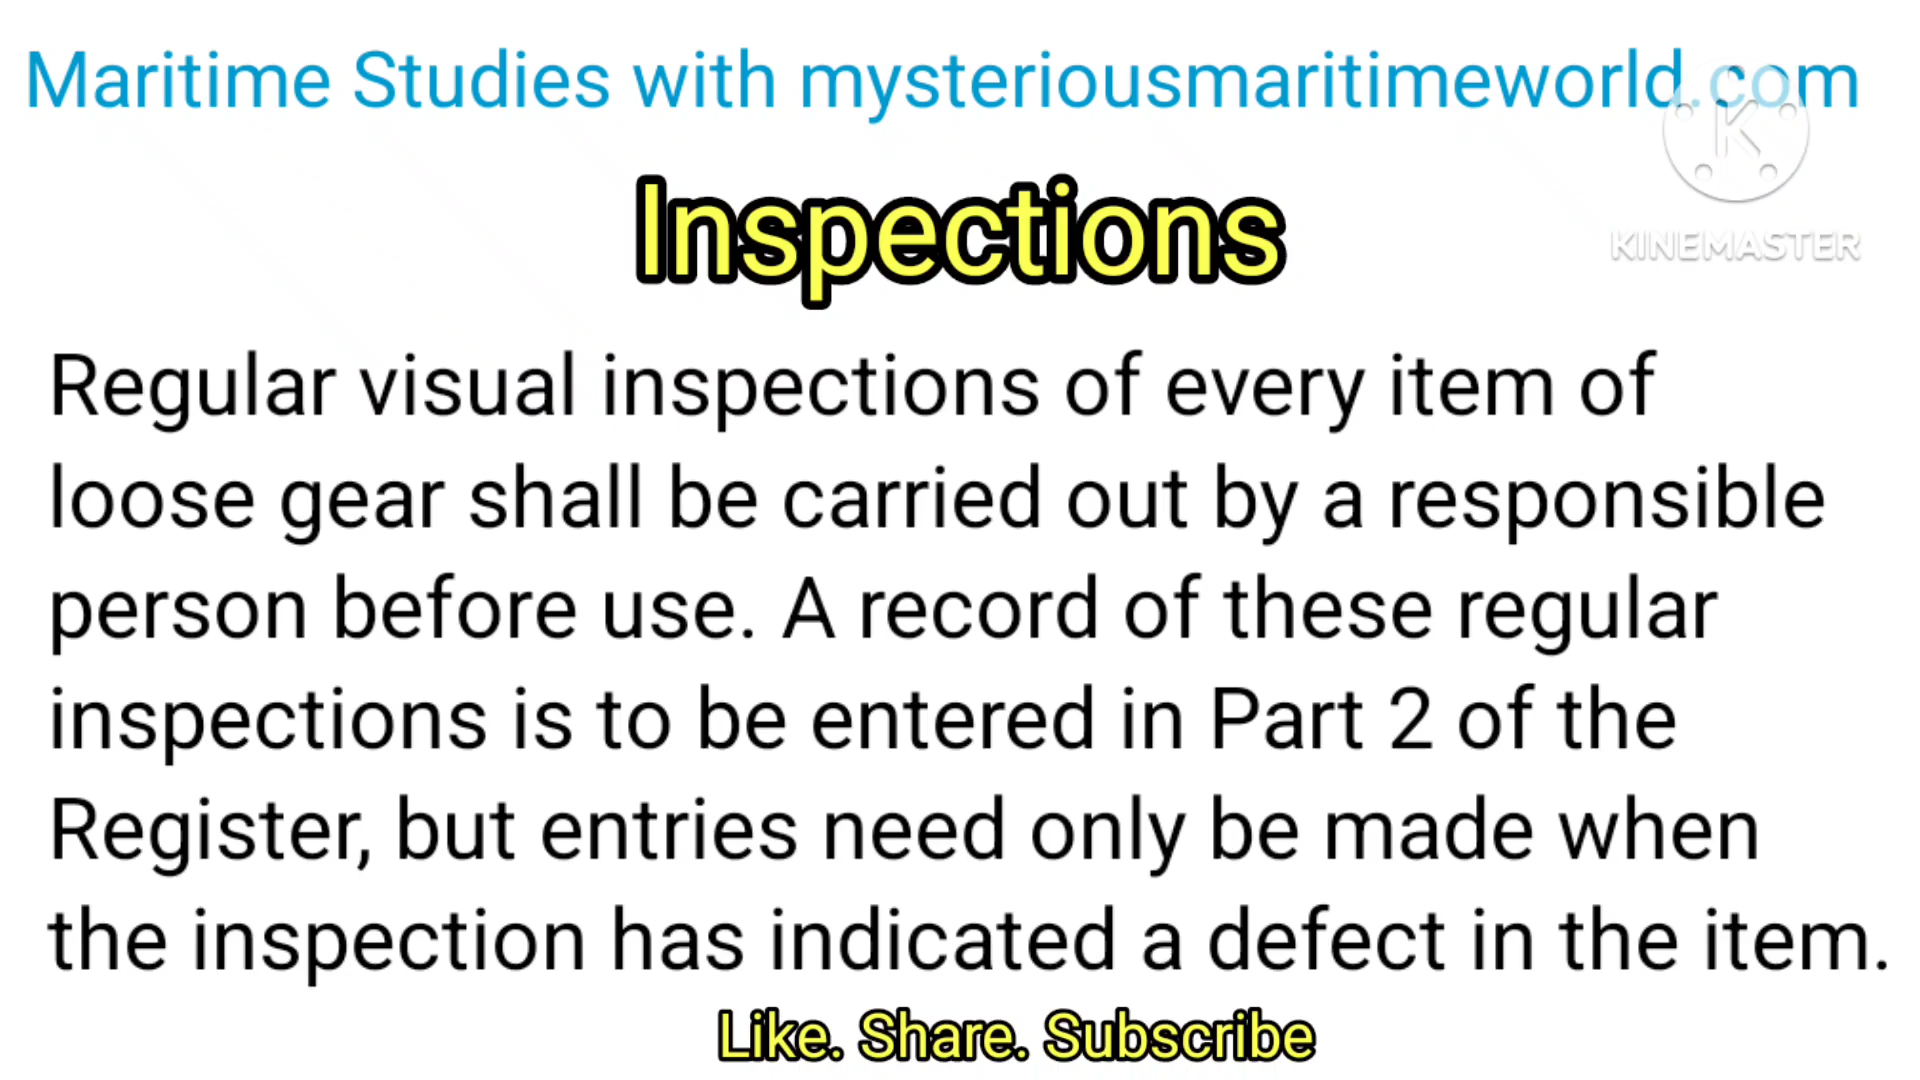 Maritime Studies with mysteriousmaritimeworld.com
KINEMASTER
Inspections
Regular visual inspections of every item of
loose gear shall be carried out by a responsible
person before use. A record of these regular
inspections is to be entered in Part 2 of the
Register, but entries need only be made when
the inspection has indicated a defect in the item.
Like. Share. Subscribe